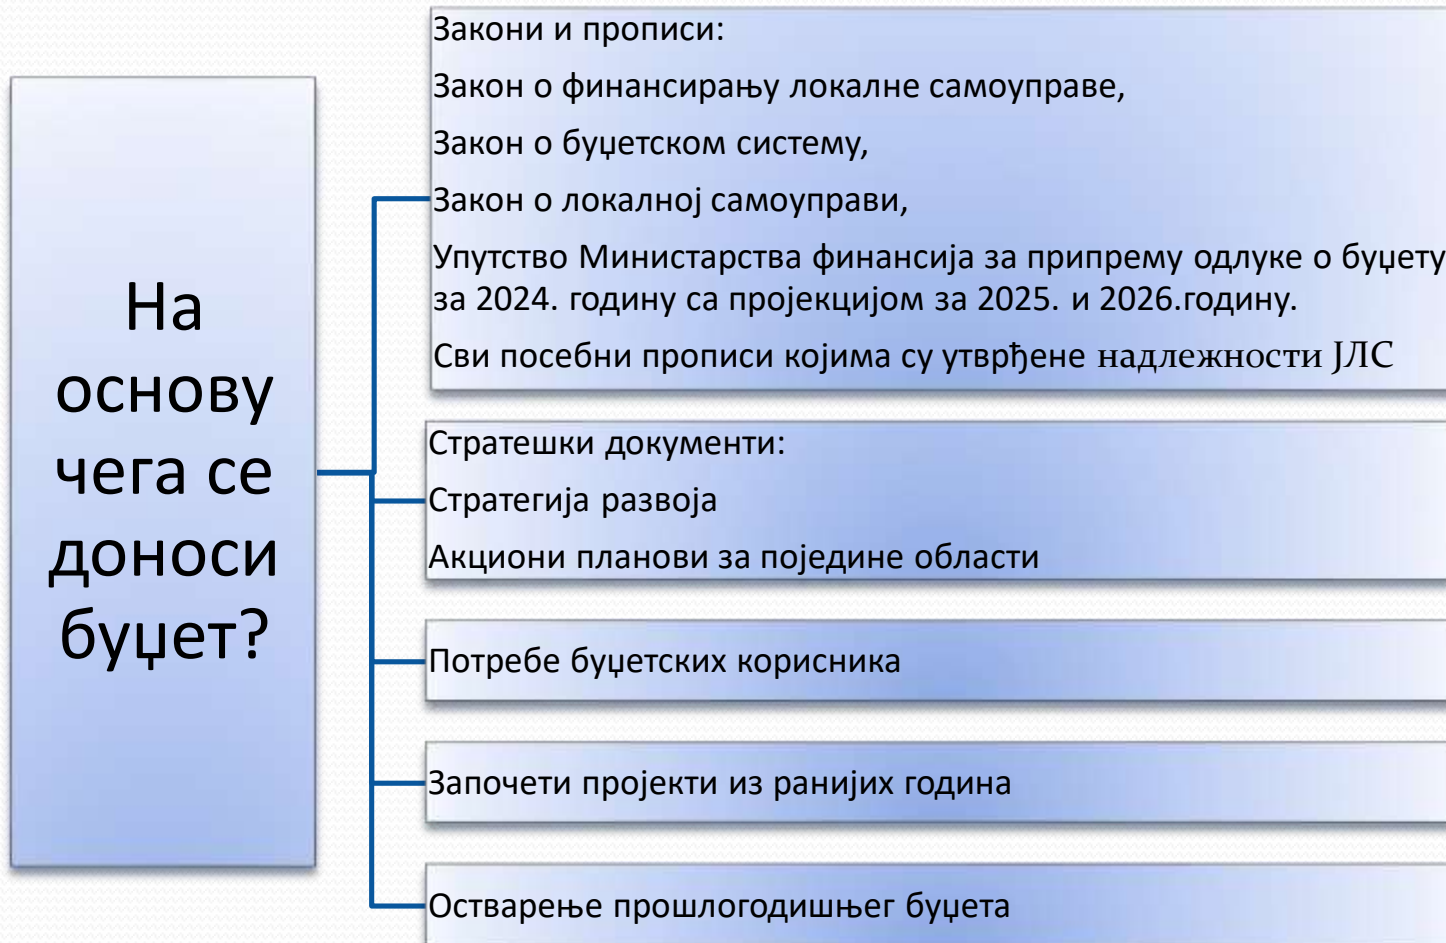 На
основу
чега се
доноси
буџет?
Закони и прописи:
Закон о финансирању локалне самоуправе,
Закон о буџетском систему,
Закон о локалној самоуправи,
Упутство Министарства финансија за припрему одлуке о буџету
за 2024. годину са пројекцијом за 2025. и 2026.годину.
Сви посебни прописи којима су утврђене надлежности ЈЛС
Стратешки документи:
Стратегија развоја
Акциони планови за поједине области
Потребе буџетских корисника
Започети пројекти из ранијих година
Остварење прошлогодишњег буџета